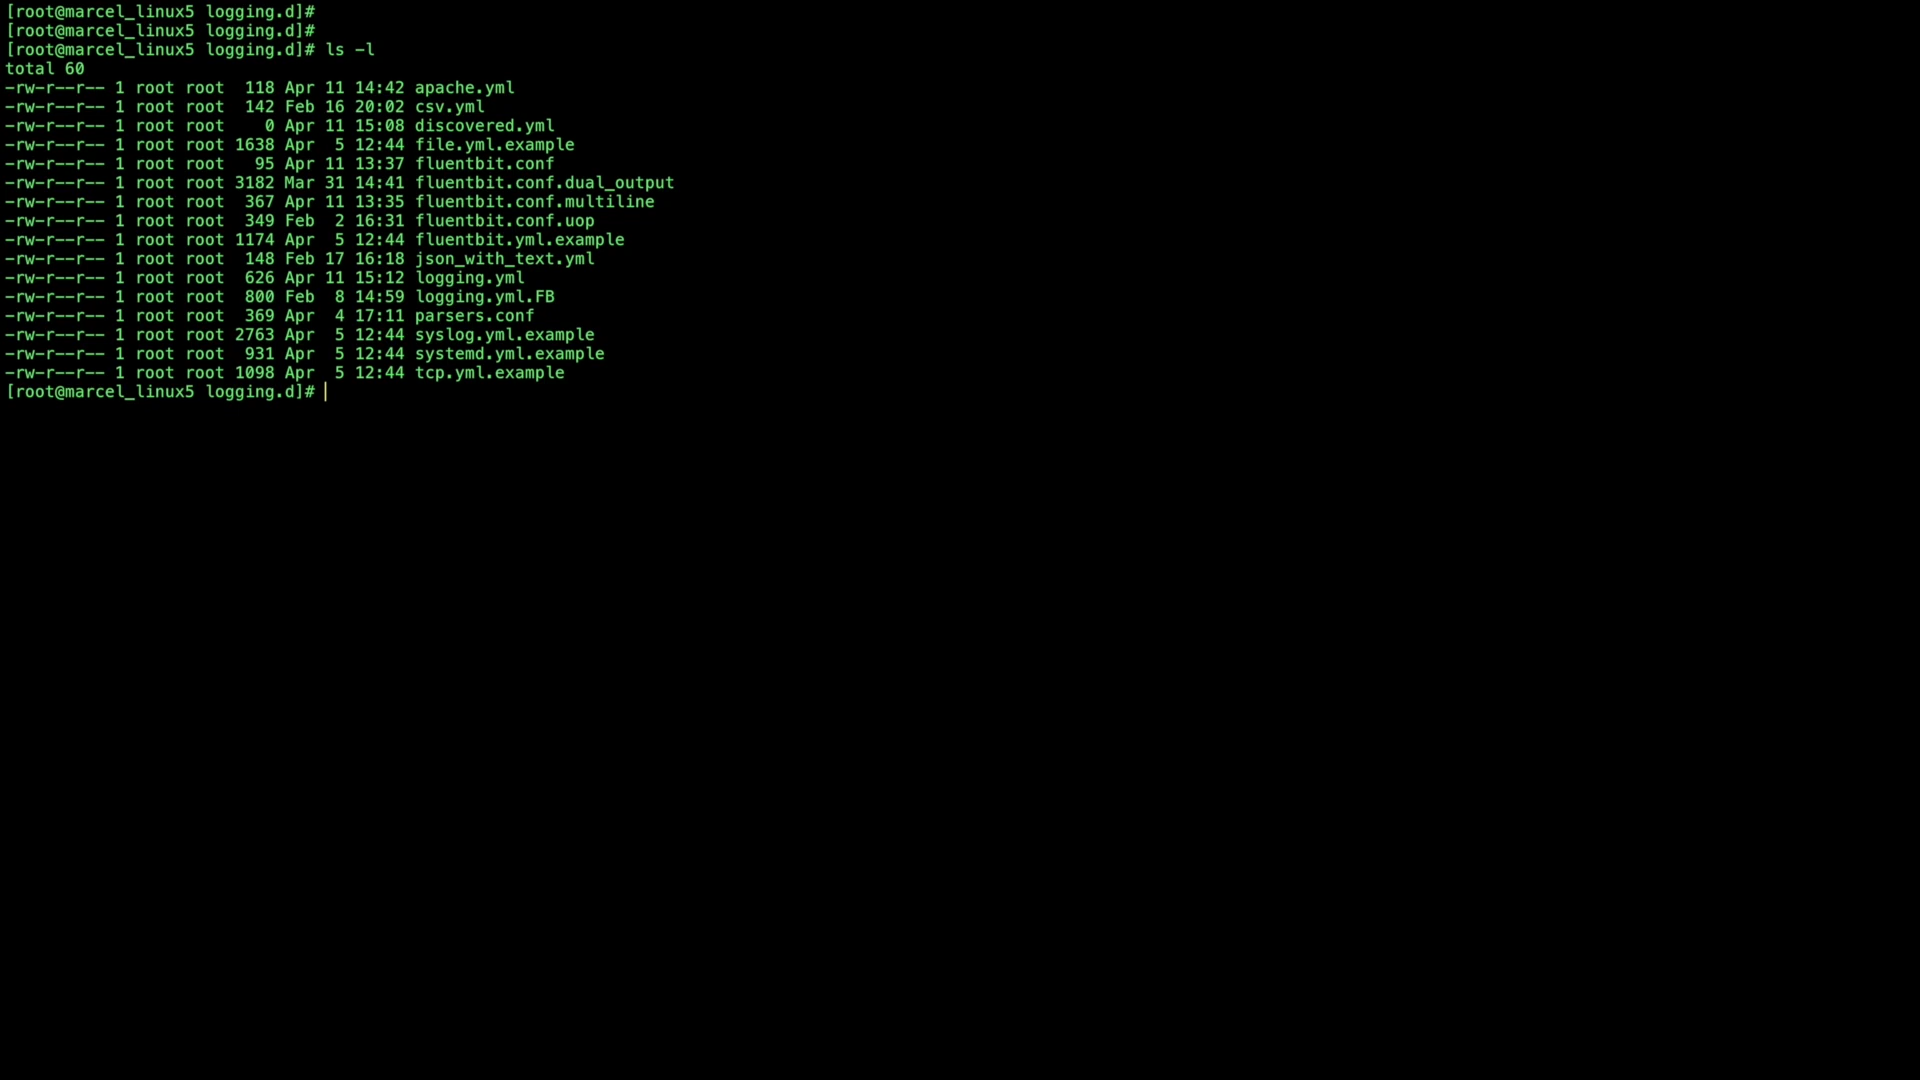 [root@marcel_linux5 logging.d]#
[root@marcel_linux5 logging.d]#
[root@marcel_linux5 logging.d]# ls -l
total 60
-rw-r--r-- 1 root root  118 Apr 11 14:42 apache.yml
-rw-r--r-- 1 root root  142 Feb 16 20:02 csv.yml
-rw-r--r-- 1 root root    0 Apr 11 15:08 discovered.yml
-rw-r--r-- 1 root root 1638 Apr  5 12:44 file.yml.example
-rw-r--r-- 1 root root   95 Apr 11 13:37 fluentbit.conf
-rw-r--r-- 1 root root 3182 Mar 31 14:41 fluentbit.conf.dual_output
-rw-r--r-- 1 root root  367 Apr 11 13:35 fluentbit.conf.multiline
-rw-r--r-- 1 root root  349 Feb  2 16:31 fluentbit.conf.uop
-rw-r--r-- 1 root root 1174 Apr  5 12:44 fluentbit.yml.example
-rw-r--r-- 1 root root  148 Feb 17 16:18 json_with_text.yml
-rw-r--r-- 1 root root  626 Apr 11 15:12 logging.yml
-rw-r--r-- 1 root root  800 Feb  8 14:59 logging.yml.FB
-rw-r--r-- 1 root root  369 Apr  4 17:11 parsers.conf
-rw-r--r-- 1 root root 2763 Apr  5 12:44 syslog.yml.example
-rw-r--r-- 1 root root  931 Apr  5 12:44 systemd.yml.example
-rw-r--r-- 1 root root 1098 Apr  5 12:44 tcp.yml.example
[root@marcel_linux5 logging.d]#